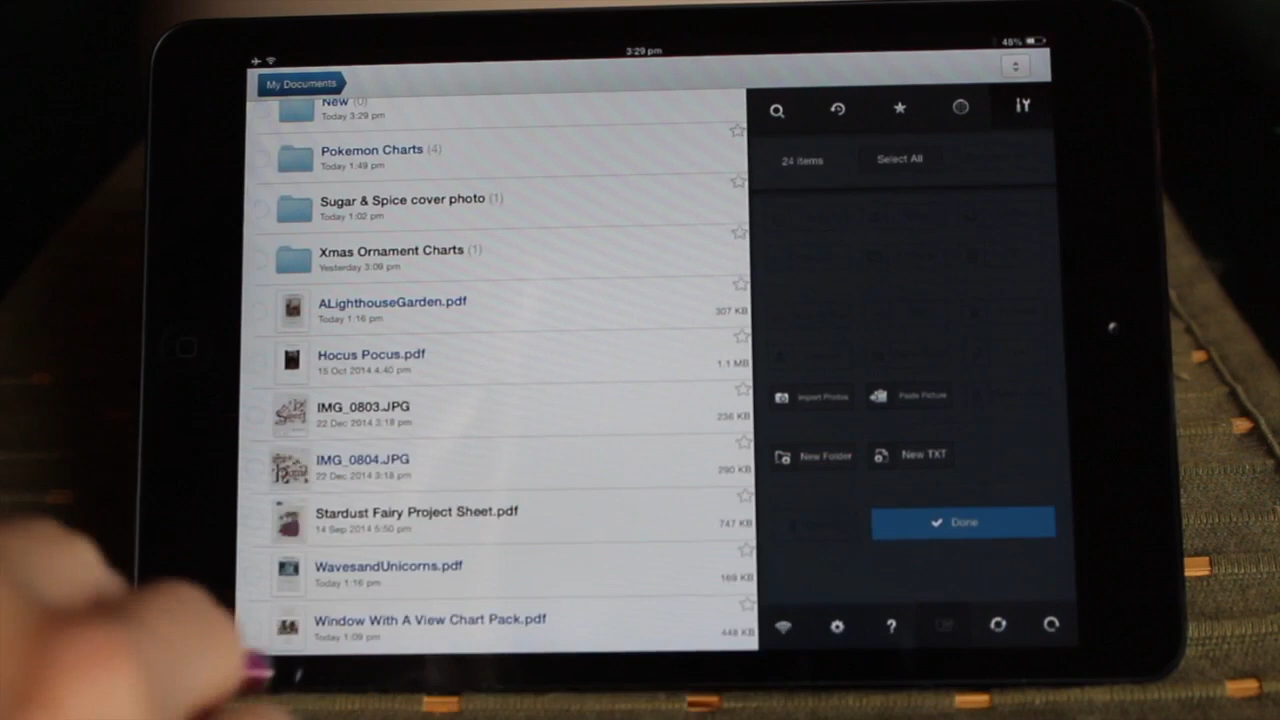 3:29 pm
48%
My Documents
New (0)
Today 3:29 pm
Pokemon Charts (4)
Today 1:49 pm
Sugar & Spice cover photo (1)
Today 1:02 pm
Xmas Ornament Charts (1)
Yesterday 3:09 pm
ALighthouseGarden.pdf
Today 1:16 pm
307 KB
Hocus Pocus.pdf
15 Oct 2014 4:40 pm
1.1 MB
IMG_0803.JPG
22 Dec 2014 3:18 pm
236 KB
IMG_0804.JPG
22 Dec 2014 3:18 pm
290 KB
Stardust Fairy Project Sheet.pdf
14 Sep 2014 5:50 pm
747 KB
WavesandUnicorns.pdf
Today 1:16 pm
169 KB
Window With A View Chart Pack.pdf
Today 1:09 pm
448 KB
24 items
Select All
Import Photos
Paste Picture
New Folder
New TXT
Done
?